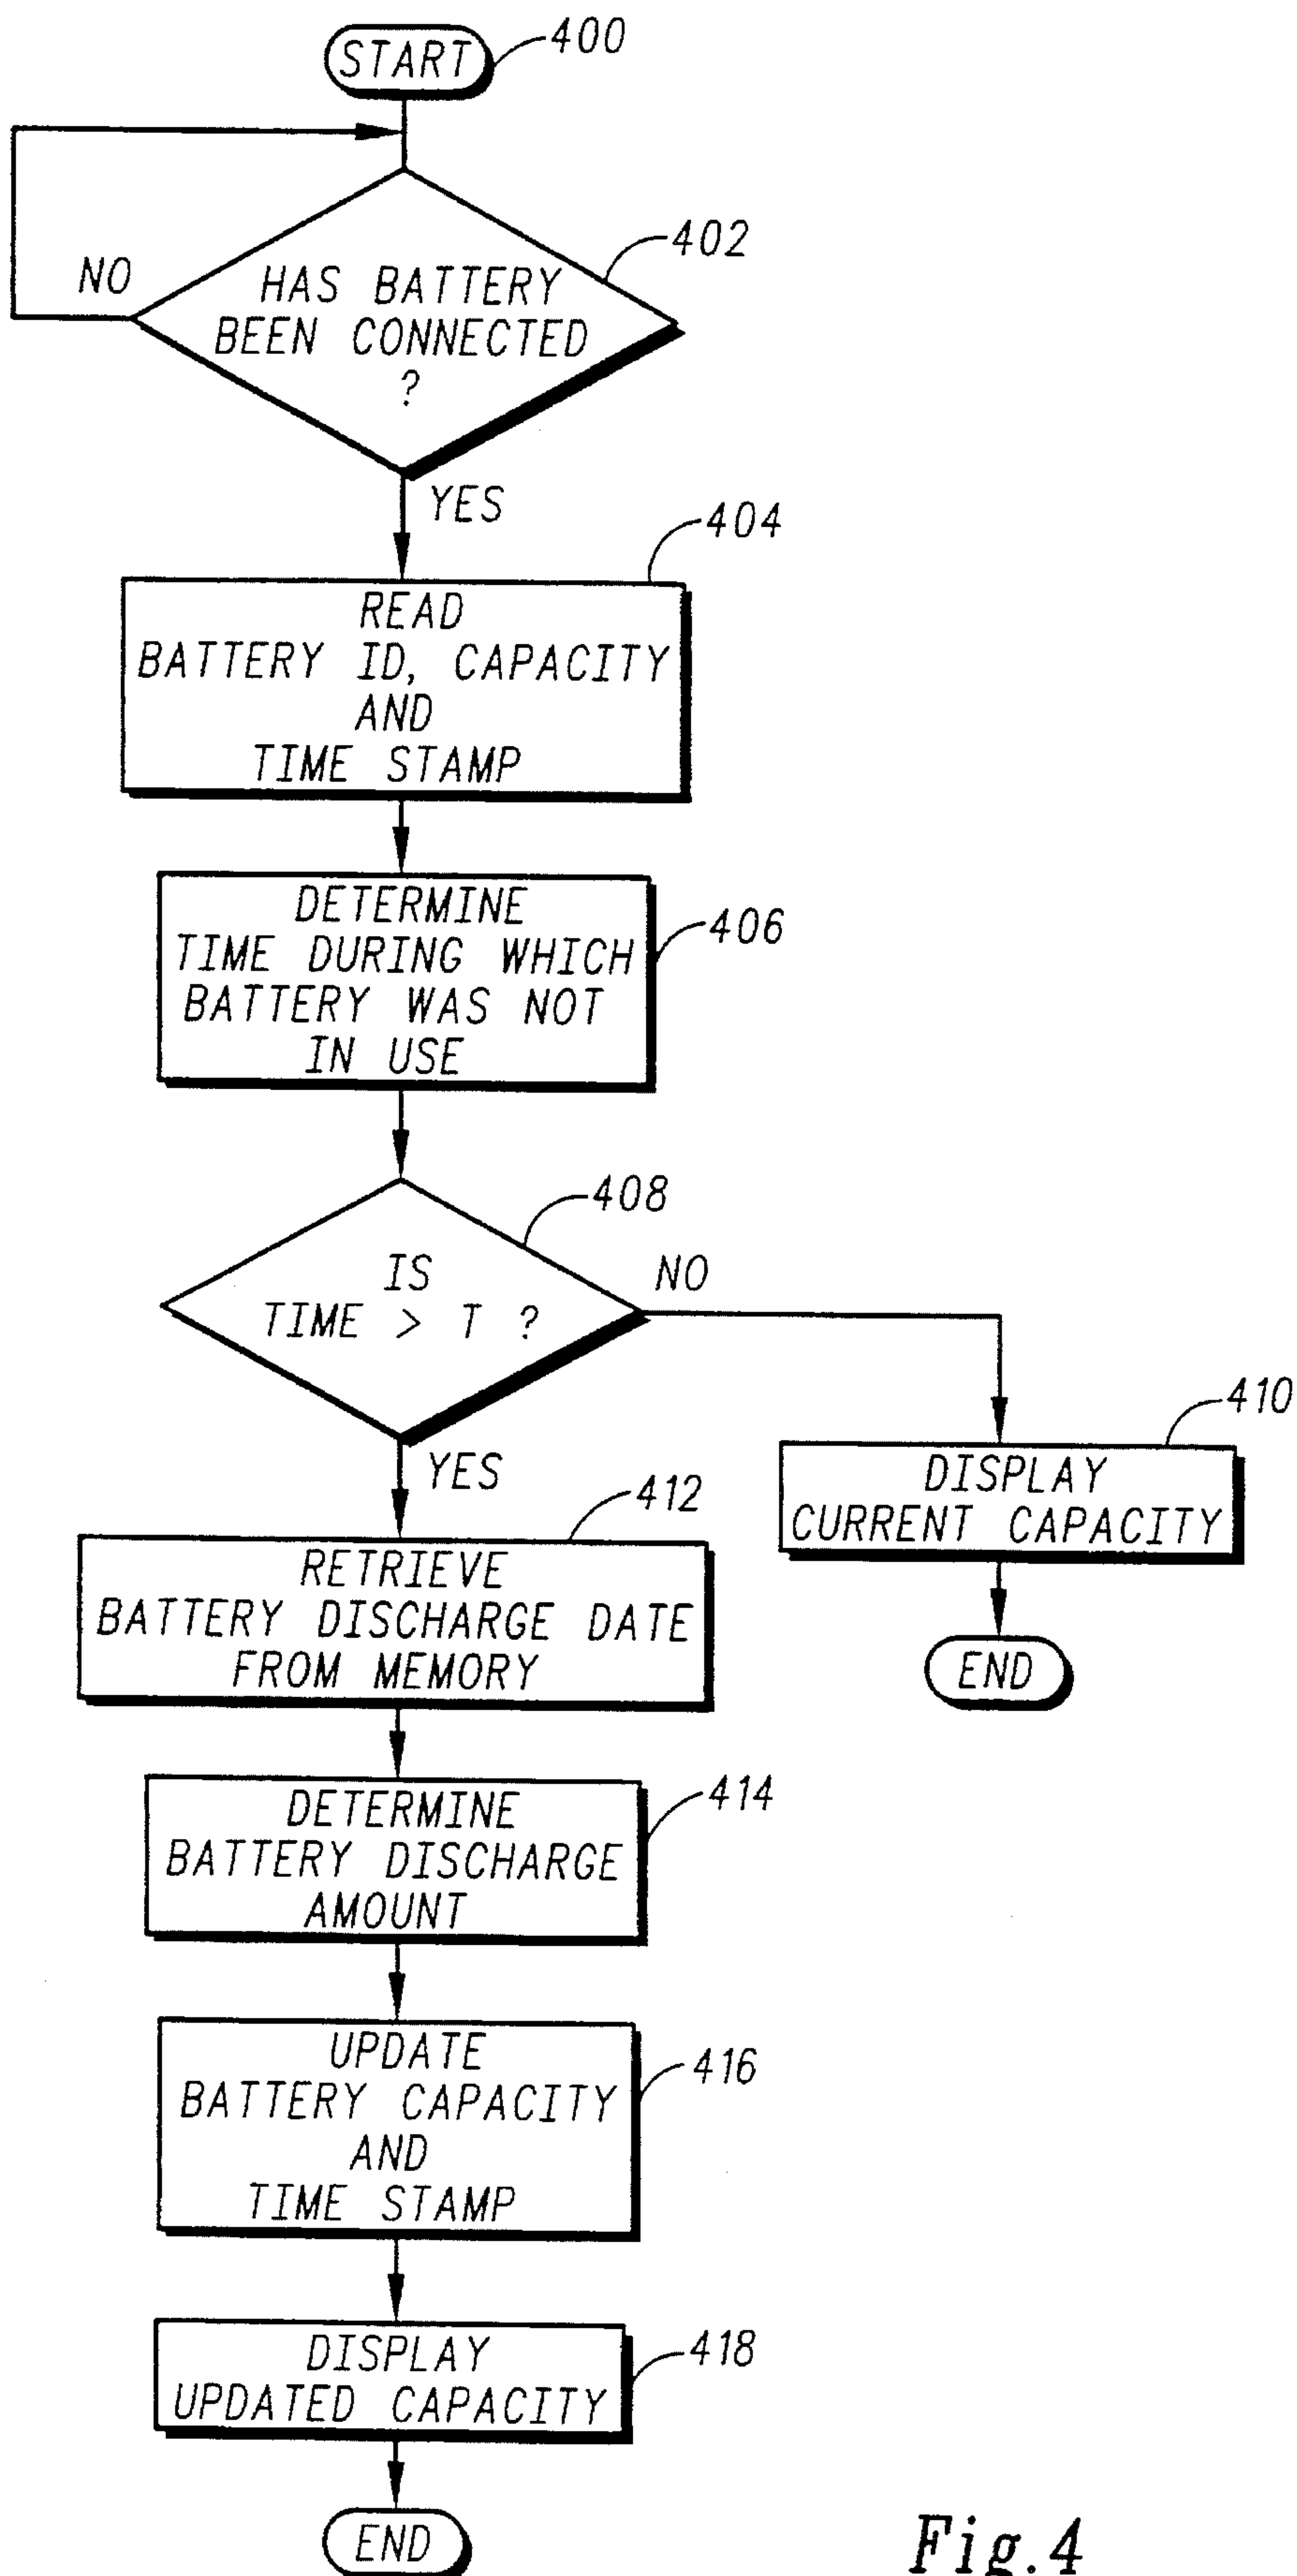 START
400
402
NO
HAS BATTERY
BEEN CONNECTED
?
YES
404
READ
BATTERY ID, CAPACITY
AND
TIME STAMP
406
DETERMINE
TIME DURING WHICH
BATTERY WAS NOT
IN USE
408
IS
TIME > T ?
NO
410
DISPLAY
CURRENT CAPACITY
END
YES
412
RETRIEVE
BATTERY DISCHARGE DATE
FROM MEMORY
414
DETERMINE
BATTERY DISCHARGE
AMOUNT
416
UPDATE
BATTERY CAPACITY
AND
TIME STAMP
418
DISPLAY
UPDATED CAPACITY
END
Fig.4